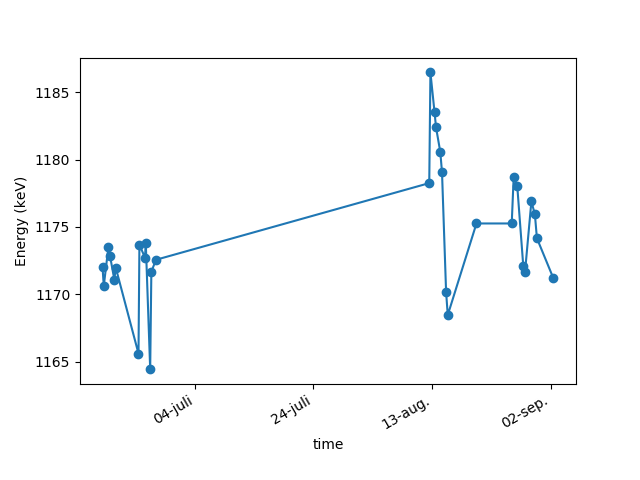 1185
1180
1175
1170
1165
Energy (keV)
04-juli
24-juli
13-aug.
02-sep.
time